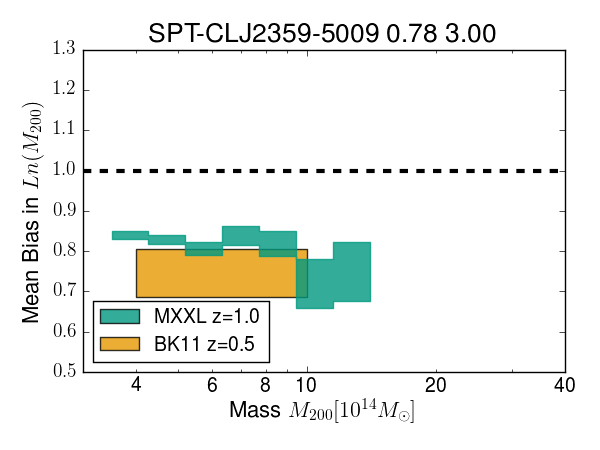 SPT-CLJ2359-5009 0.78 3.00
1.3
1.2
1.1
1.0
0.9
0.8
0.7
0.6
0.5
Mean Bias in Ln(M₂₀₀)
MXXL z=1.0
BK11 z=0.5
4 6 8 10 20 40
Mass M₂₀₀[10¹⁴M☉]